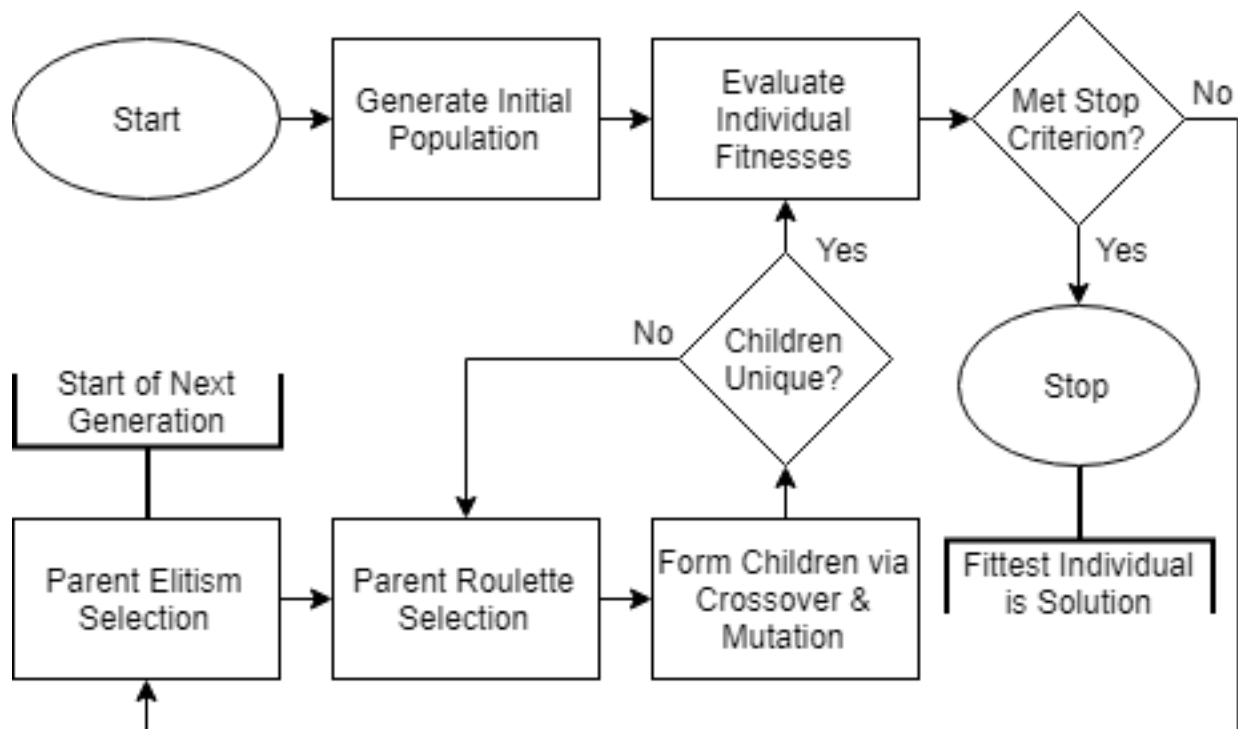 Start
Generate Initial
Population
Evaluate
Individual
Fitnesses
Met Stop
Criterion?
No
Yes
Yes
No
Children
Unique?
Stop
Start of Next
Generation
Parent Elitism
Selection
Parent Roulette
Selection
Form Children via
Crossover &
Mutation
Fittest Individual
is Solution